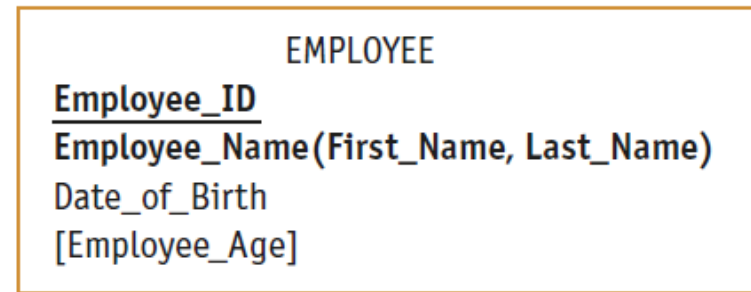 EMPLOYEE
Employee_ID
Employee_Name(First_Name, Last_Name)
Date_of_Birth
[Employee_Age]